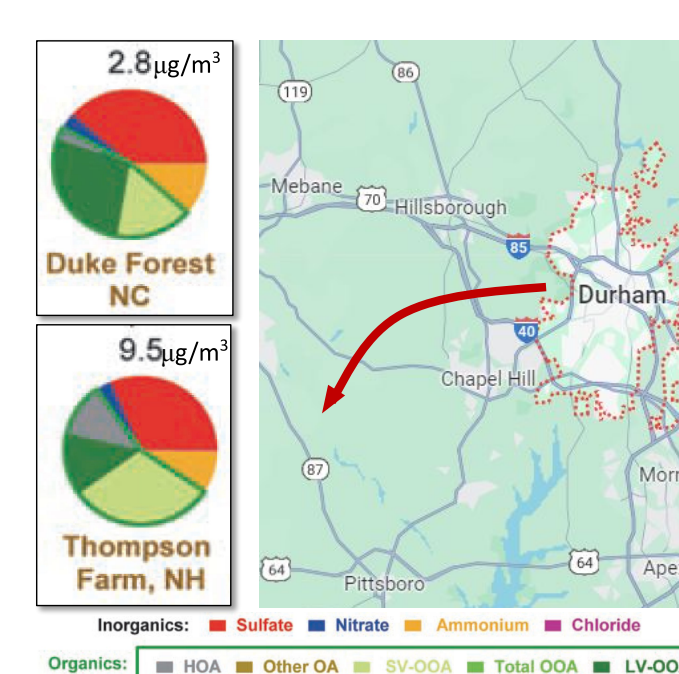 2.8μg/m³
Duke Forest
NC
9.5μg/m³
Thompson
Farm, NH
86
119
Mebane
70
Hillsborough
85
Durham
40
Chapel Hill
87
Morr
64
64
Ape
Pittsboro
Inorganics: Sulfate Nitrate Ammonium Chloride
Organics: HOA Other OA SV-OOA Total OOA LV-OO